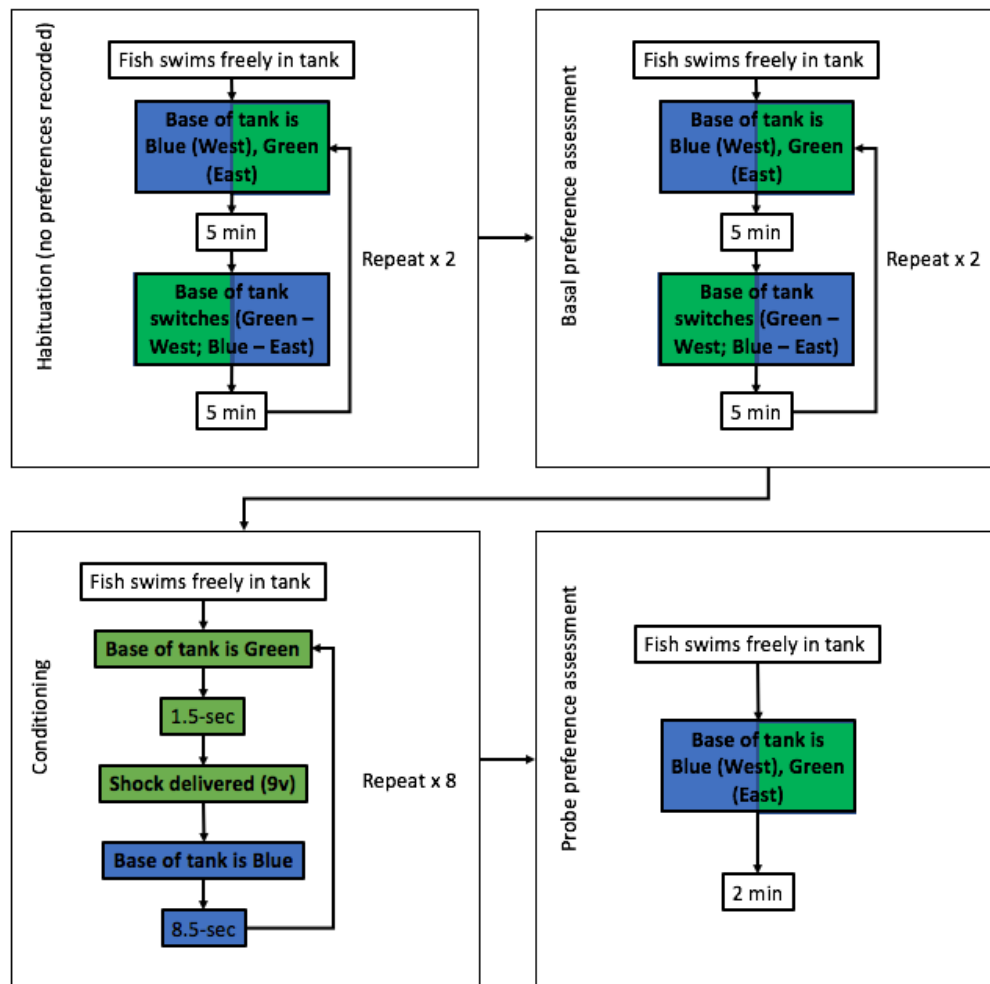 Habituation (no preferences recorded)
Fish swims freely in tank
Base of tank is
Blue (West), Green
(East)
5 min
Repeat x 2
Base of tank
switches (Green –
West; Blue – East)
5 min
Basal preference assessment
Fish swims freely in tank
Base of tank is
Blue (West), Green
(East)
5 min
Repeat x 2
Base of tank
switches (Green –
West; Blue – East)
5 min
Conditioning
Fish swims freely in tank
Base of tank is Green
1.5-sec
Shock delivered (9v)
Repeat x 8
Base of tank is Blue
8.5-sec
Probe preference assessment
Fish swims freely in tank
Base of tank is
Blue (West), Green
(East)
2 min